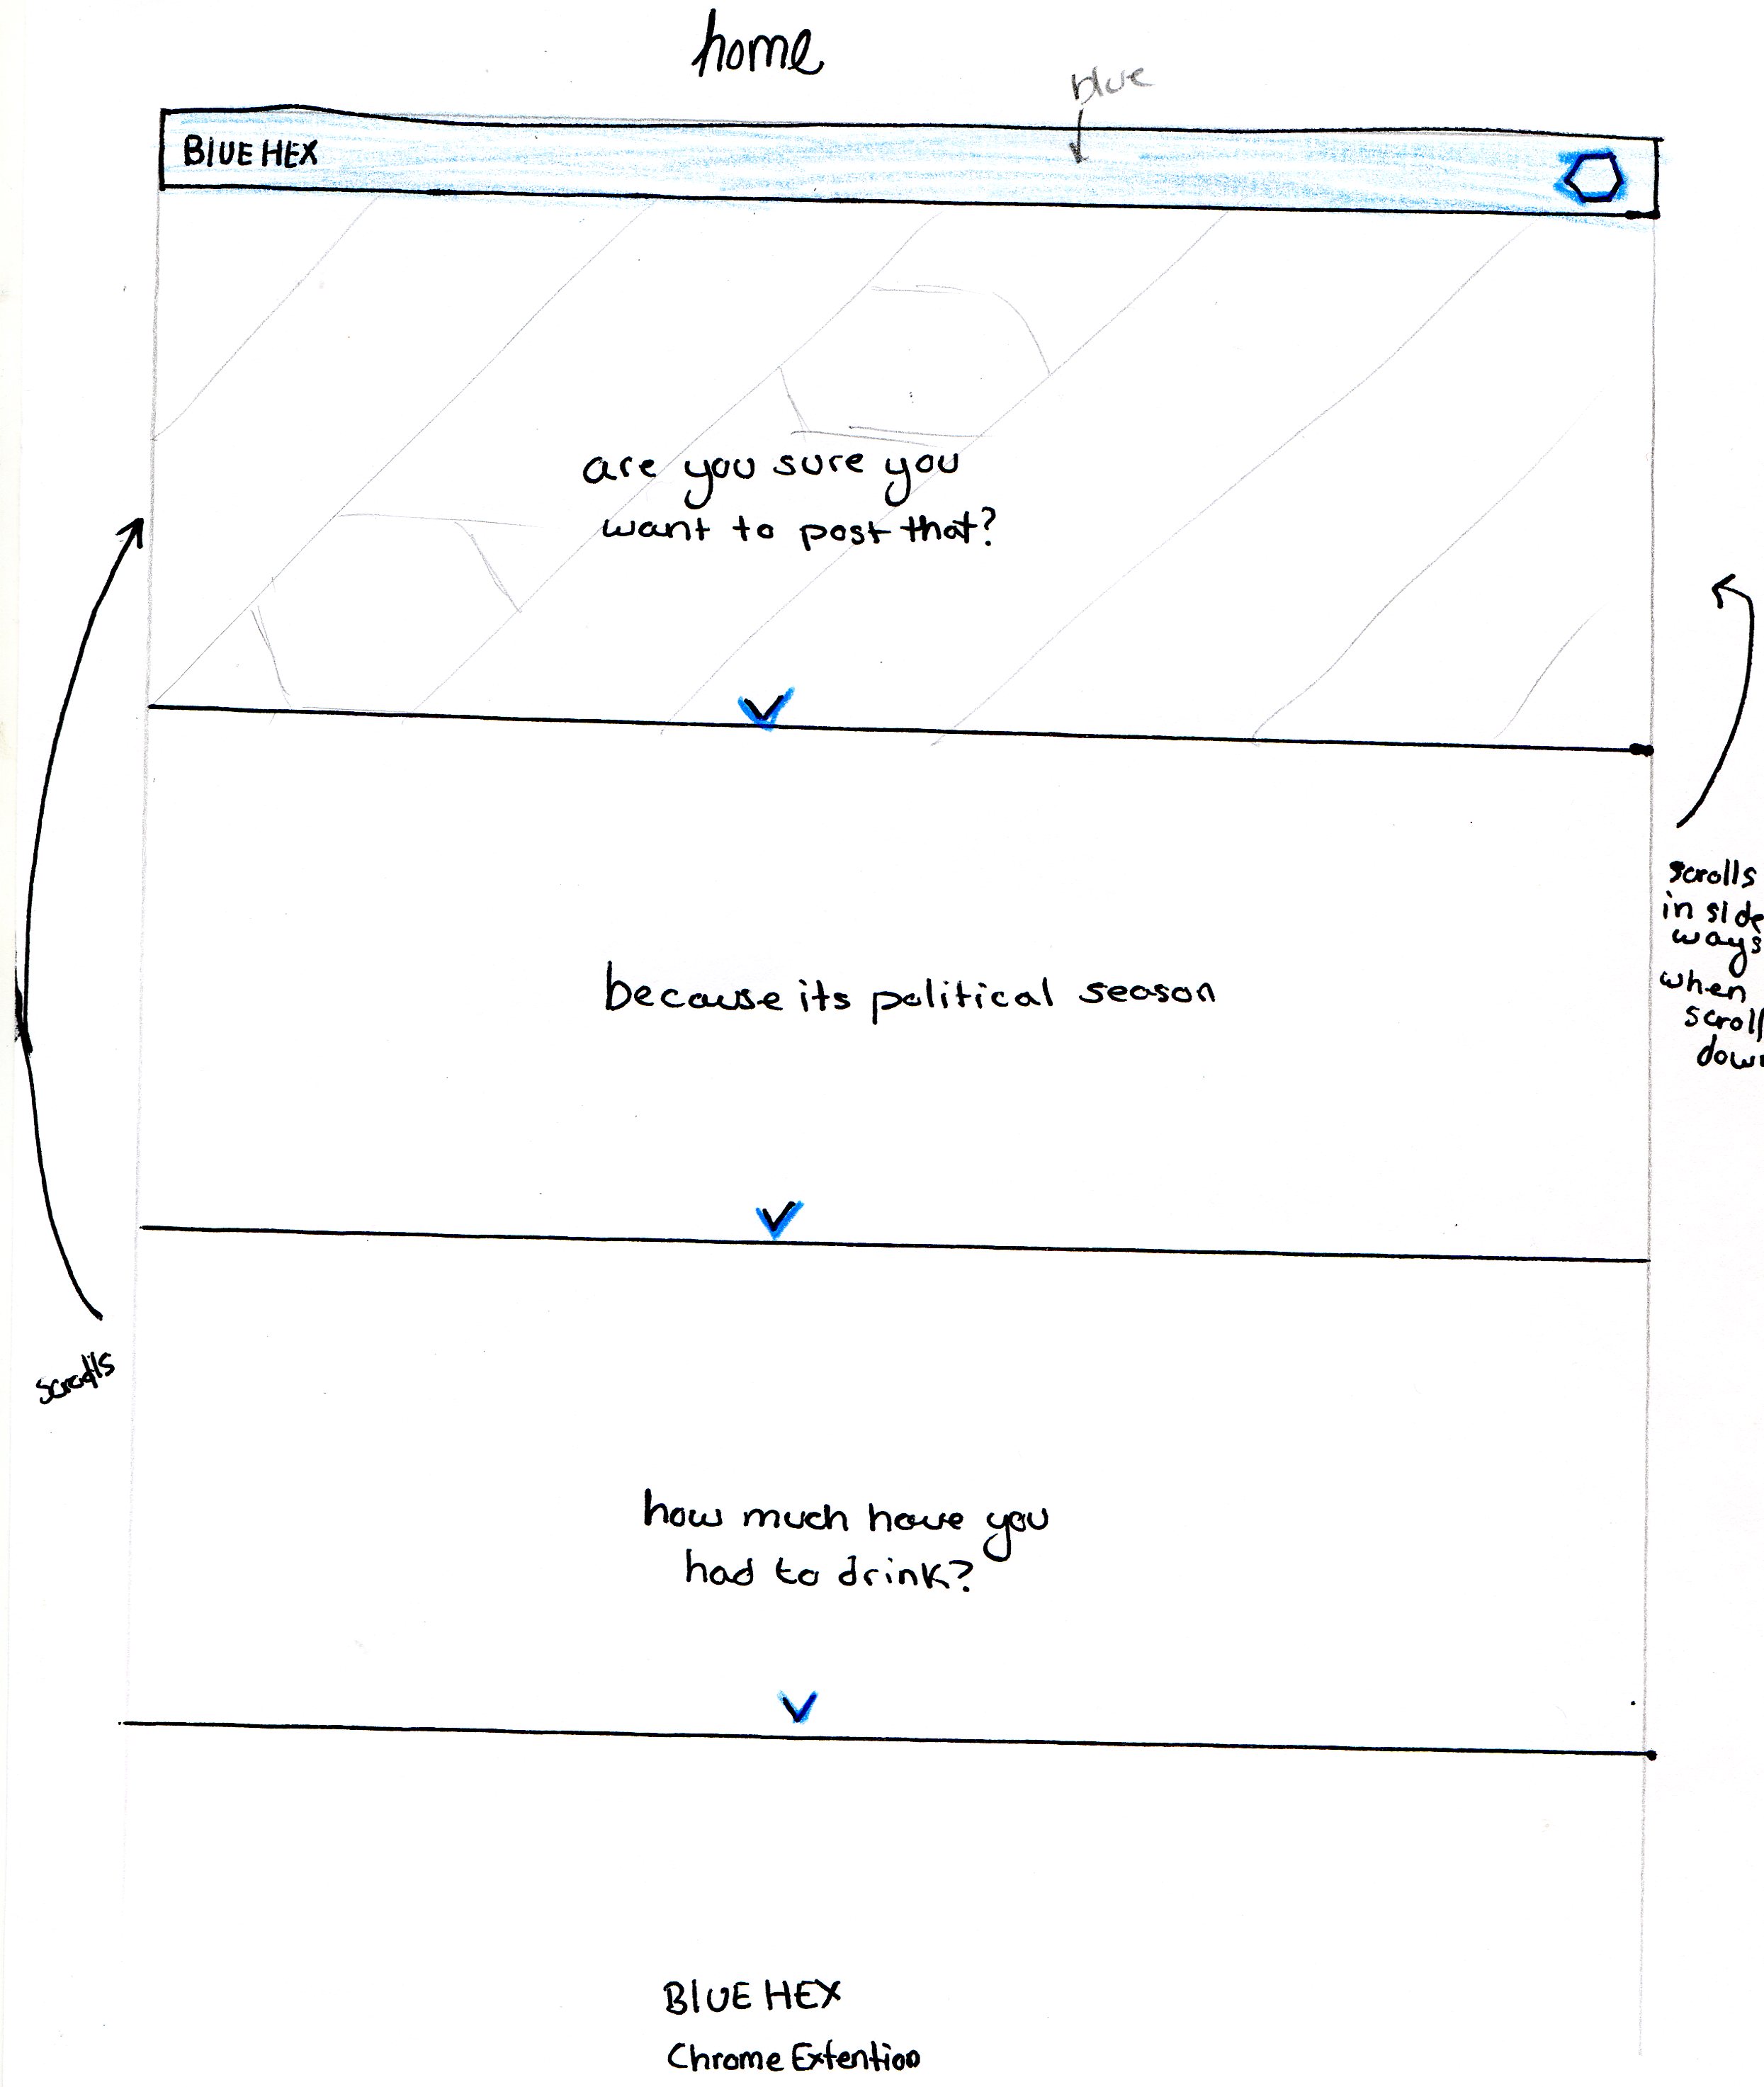 home
blue
BlUE HEX
are you sure you
want to post that?
scrolls
in side
ways
when
scroll
down
because its political season
scrolls
how much have you
had to drink?
BlUE HEX
Chrome Extention